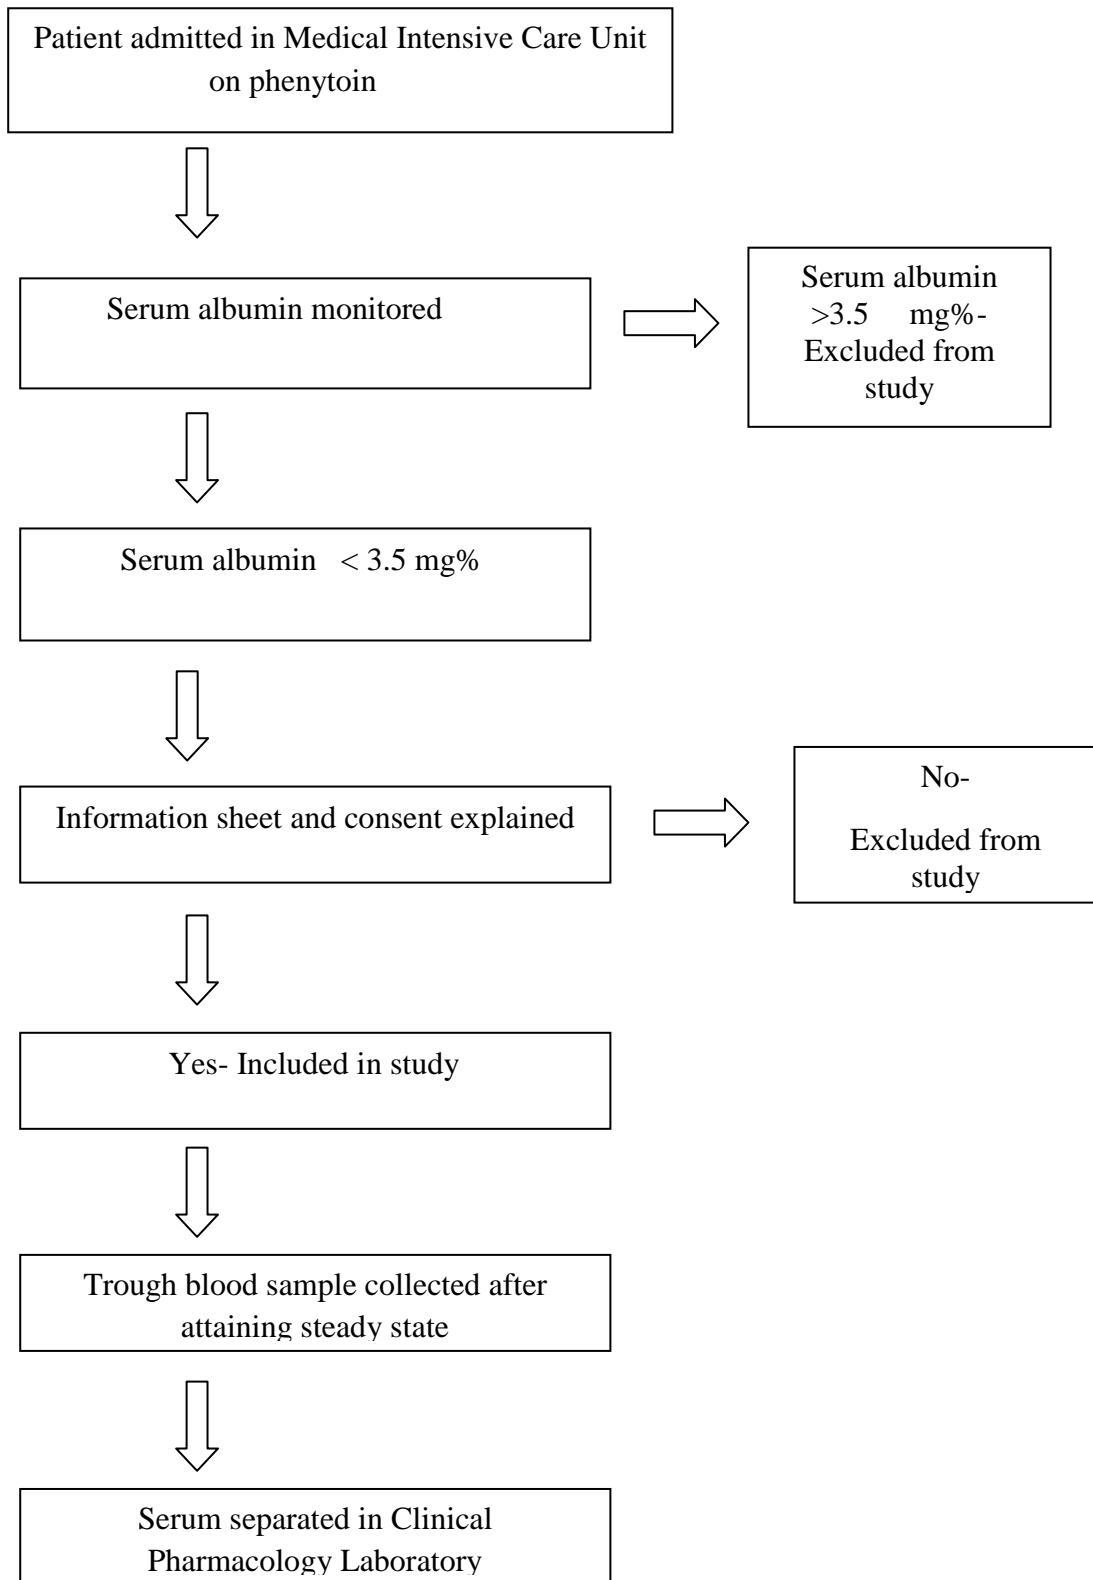 Patient admitted in Medical Intensive Care Unit
on phenytoin
Serum albumin monitored
Serum albumin
>3.5 mg%-
Excluded from
study
Serum albumin < 3.5 mg%
Information sheet and consent explained
No-
Excluded from
study
Yes- Included in study
Trough blood sample collected after
attaining steady state
Serum separated in Clinical
Pharmacology Laboratory